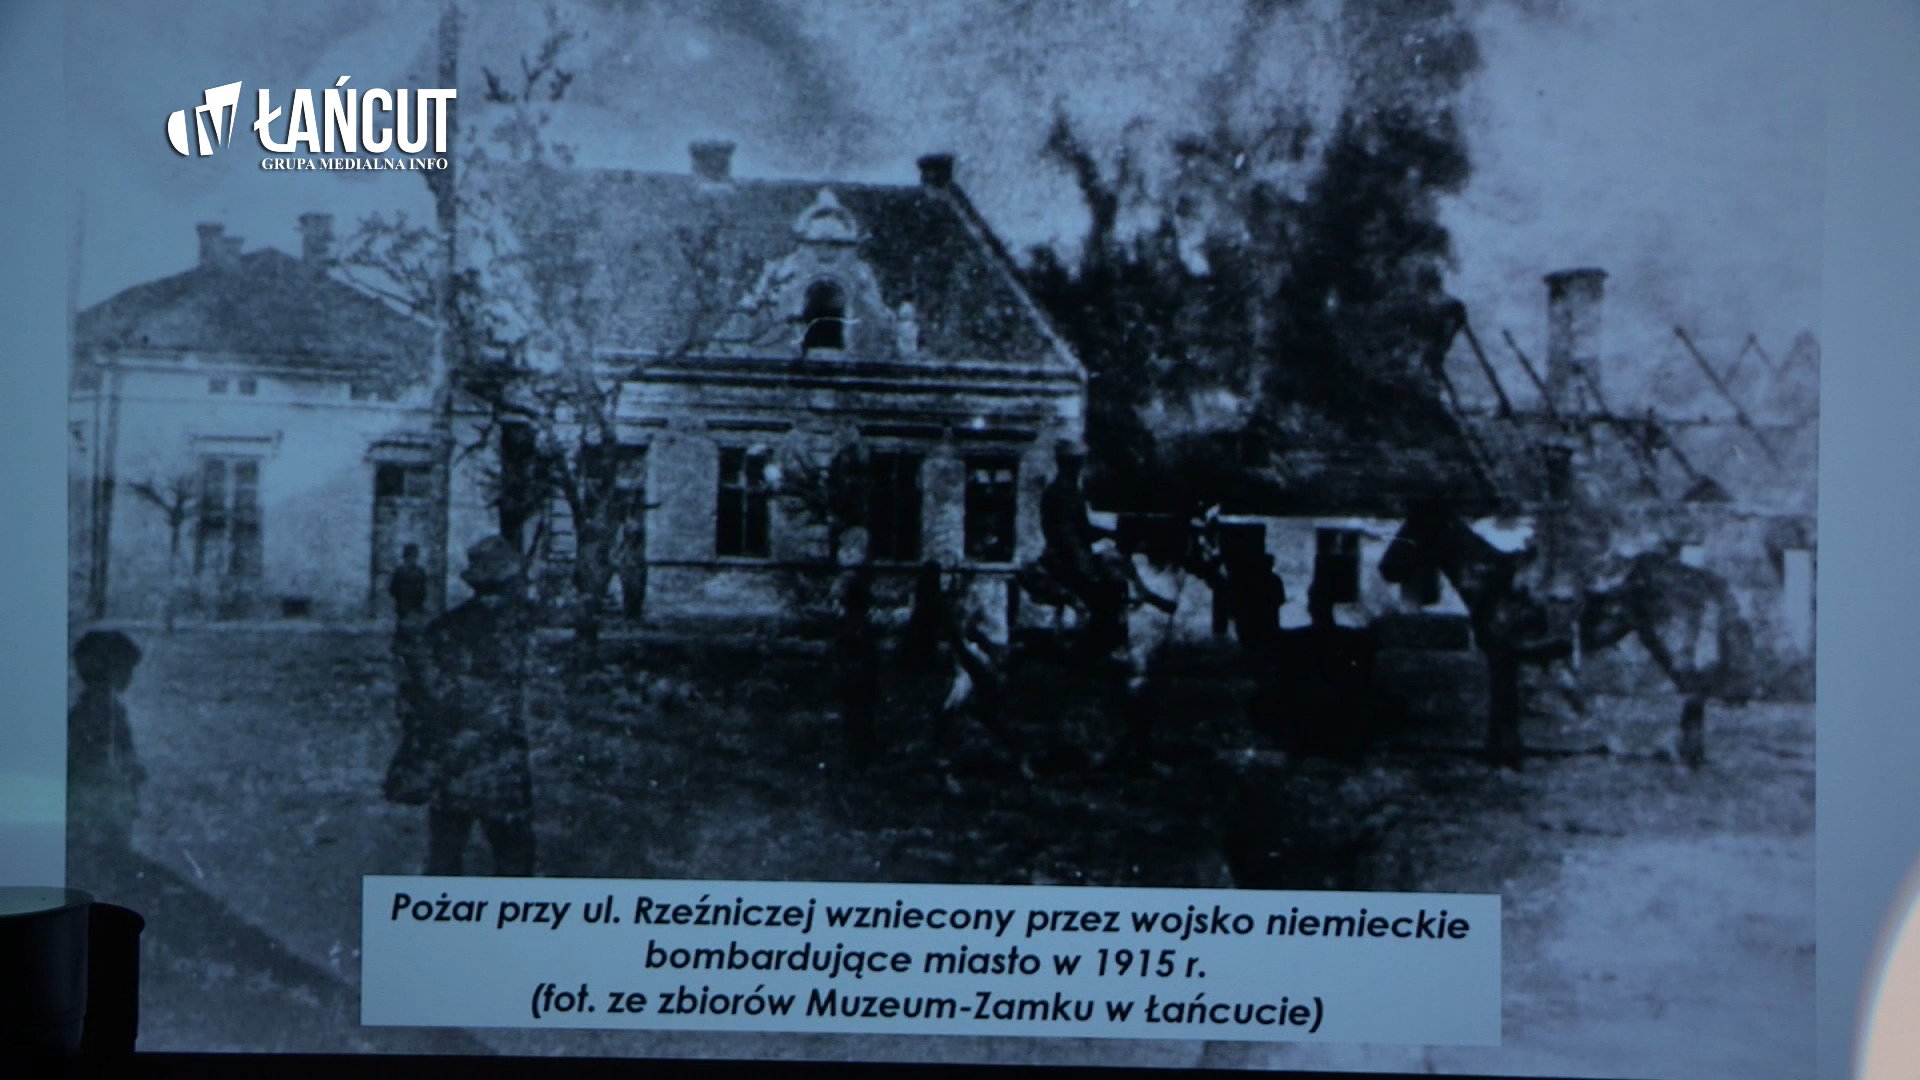 ŁAŃCUT
GRUPA MEDIALNA INFO
Pożar przy ul. Rzeźniczej wzniecony przez wojsko niemieckie
bombardujące miasto w 1915 r.
(fot. ze zbiorów Muzeum-Zamku w Łańcucie)